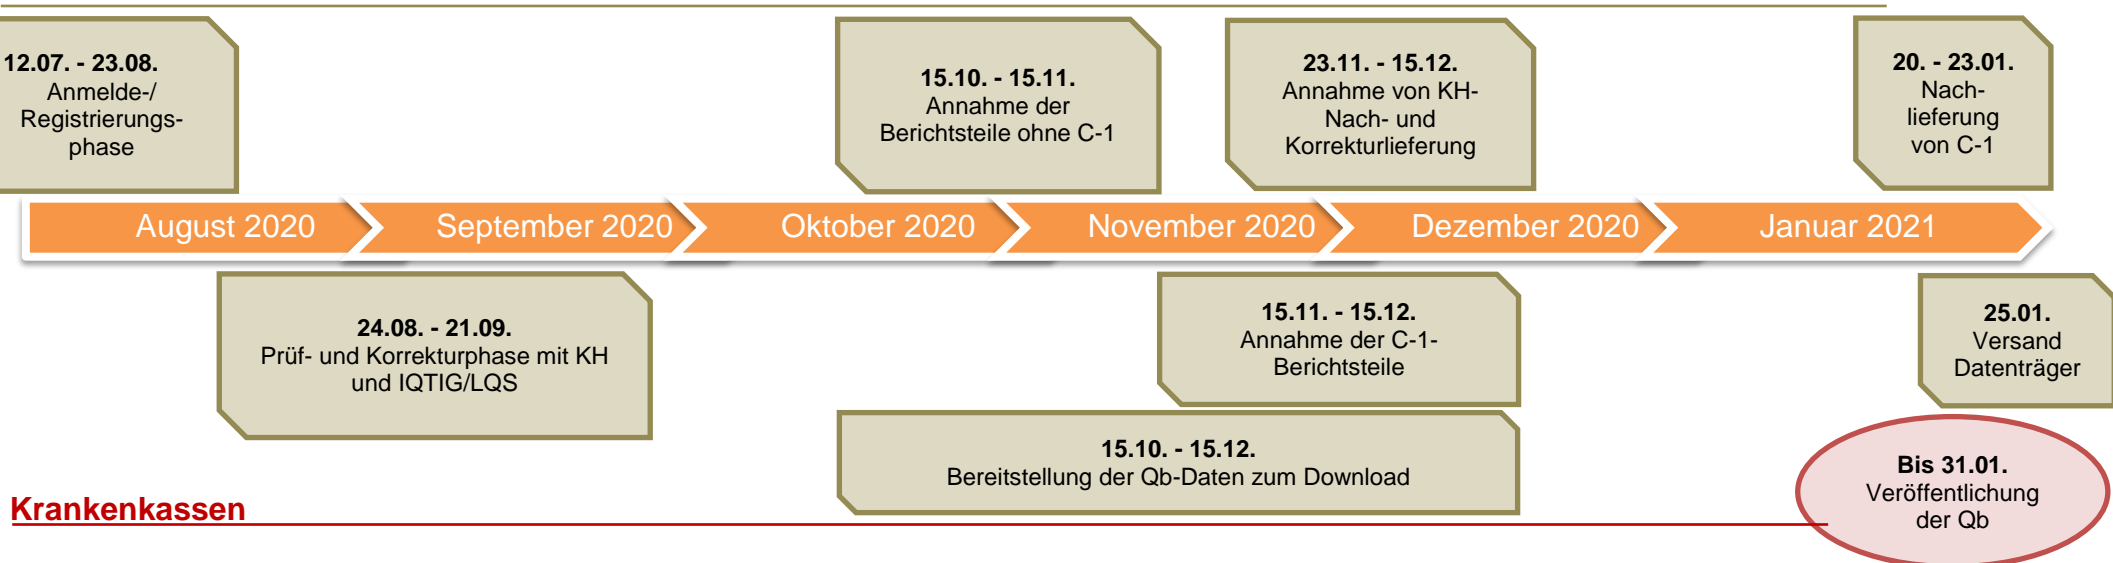 12.07. - 23.08.
Anmelde-/
Registrierungs-
phase
15.10. - 15.11.
Annahme der
Berichtsteile ohne C-1
23.11. - 15.12.
Annahme von KH-
Nach- und
Korrekturlieferung
20. - 23.01.
Nach-
lieferung
von C-1
August 2020
September 2020
Oktober 2020
November 2020
Dezember 2020
Januar 2021
24.08. - 21.09.
Prüf- und Korrekturphase mit KH
und IQTIG/LQS
15.11. - 15.12.
Annahme der C-1-
Berichtsteile
25.01.
Versand
Datenträger
15.10. - 15.12.
Bereitstellung der Qb-Daten zum Download
Bis 31.01.
Veröffentlichung
der Qb
Krankenkassen